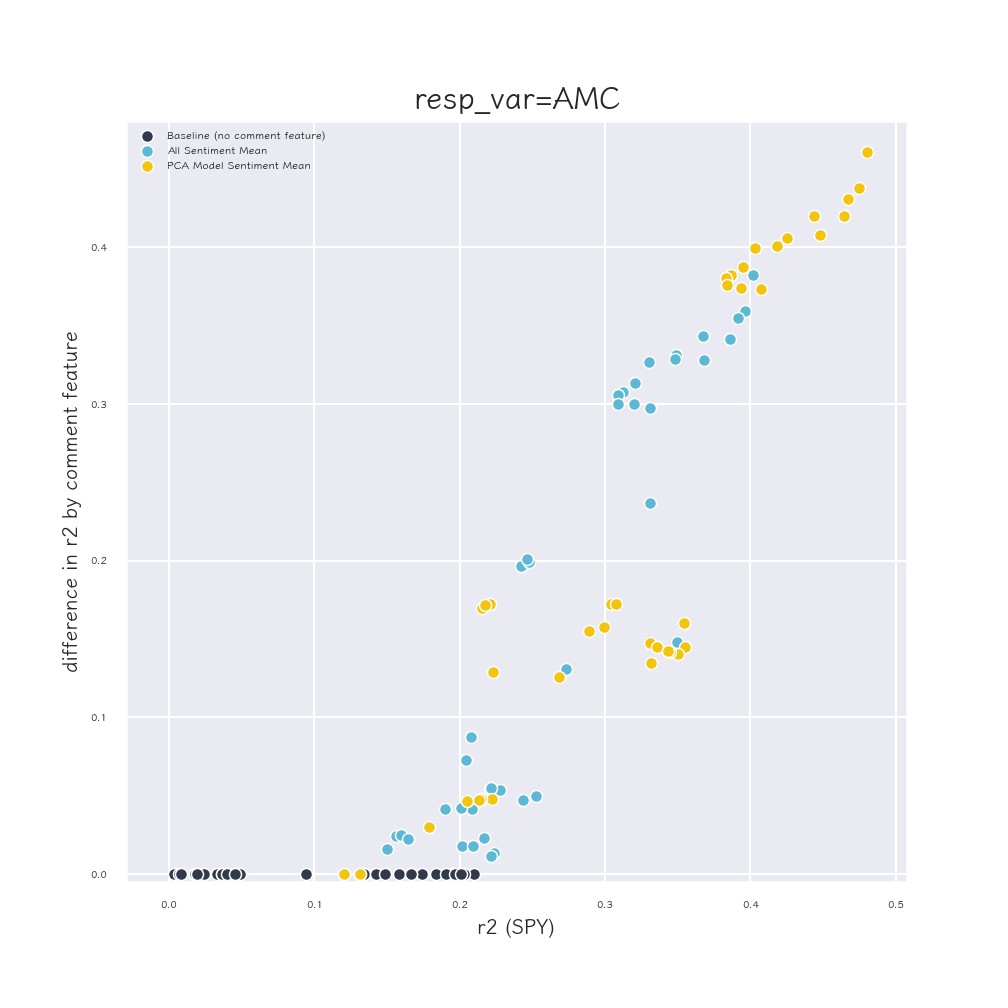 resp_var=AMC
Baseline (no comment feature)
All Sentiment Mean
PCA Model Sentiment Mean
difference in r2 by comment feature
0.4
0.3
0.2
0.1
0.0
0.0 0.1 0.2 0.3 0.4 0.5
r2 (SPY)